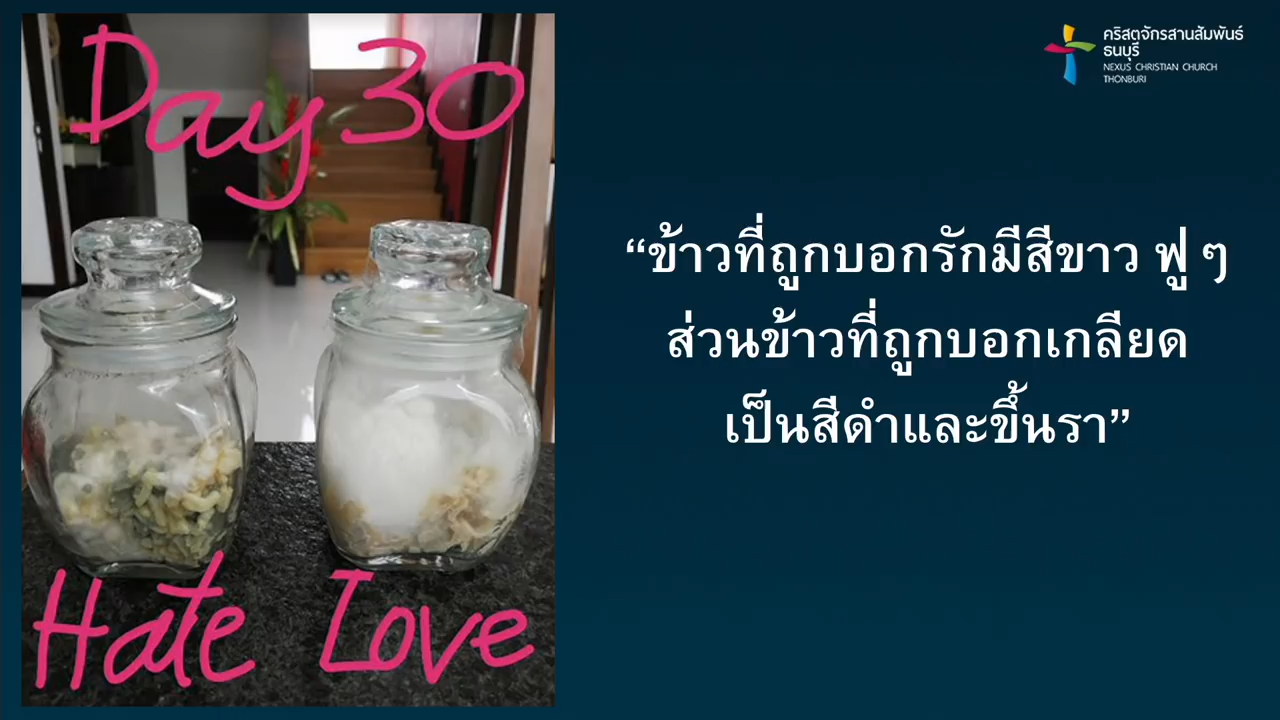 Day 30
Hate Love
คริสตจักรสานสัมพันธ์
ธนบุรี
NEXUS CHRISTIAN CHURCH
THONBURI
“ข้าวที่ถูกบอกรักมีสีขาว ฟู ๆ
ส่วนข้าวที่ถูกบอกเกลียด
เป็นสีดำและขึ้นรา”